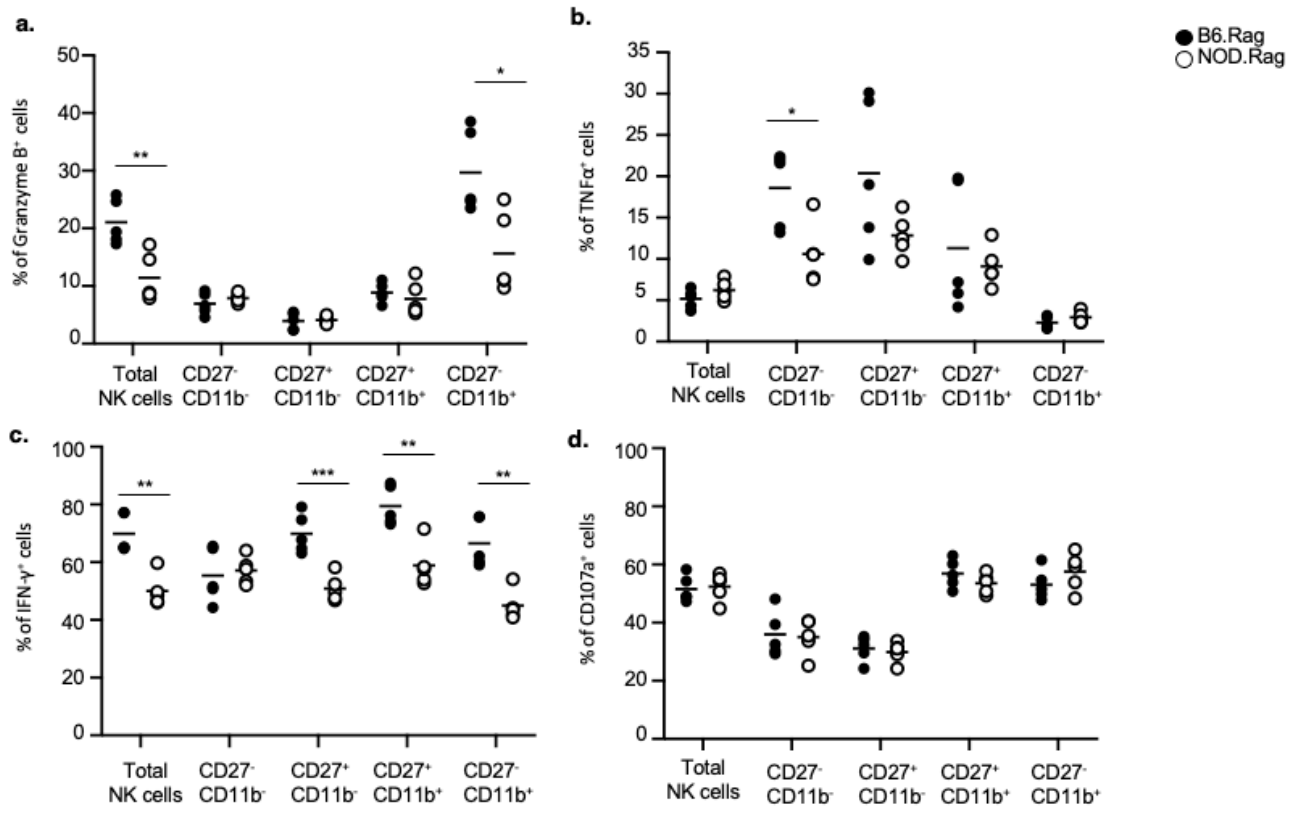 a.
50
40
30
20
10
0
% of Granzyme B⁺ cells
**
*
Total
NK cells
CD27⁻
CD11b⁻
CD27⁺
CD11b⁻
CD27⁺
CD11b⁺
CD27⁻
CD11b⁺
b.
35
30
25
20
15
10
5
0
% of TNFα⁺ cells
*
Total
NK cells
CD27⁻
CD11b⁻
CD27⁺
CD11b⁻
CD27⁺
CD11b⁺
CD27⁻
CD11b⁺
B6.Rag
NOD.Rag
c.
100
80
60
40
20
0
% of IFN-γ⁺ cells
**
***
**
**
Total
NK cells
CD27⁻
CD11b⁻
CD27⁺
CD11b⁻
CD27⁺
CD11b⁺
CD27⁻
CD11b⁺
d.
100
80
60
40
20
0
% of CD107a⁺ cells
Total
NK cells
CD27⁻
CD11b⁻
CD27⁺
CD11b⁻
CD27⁺
CD11b⁺
CD27⁻
CD11b⁺